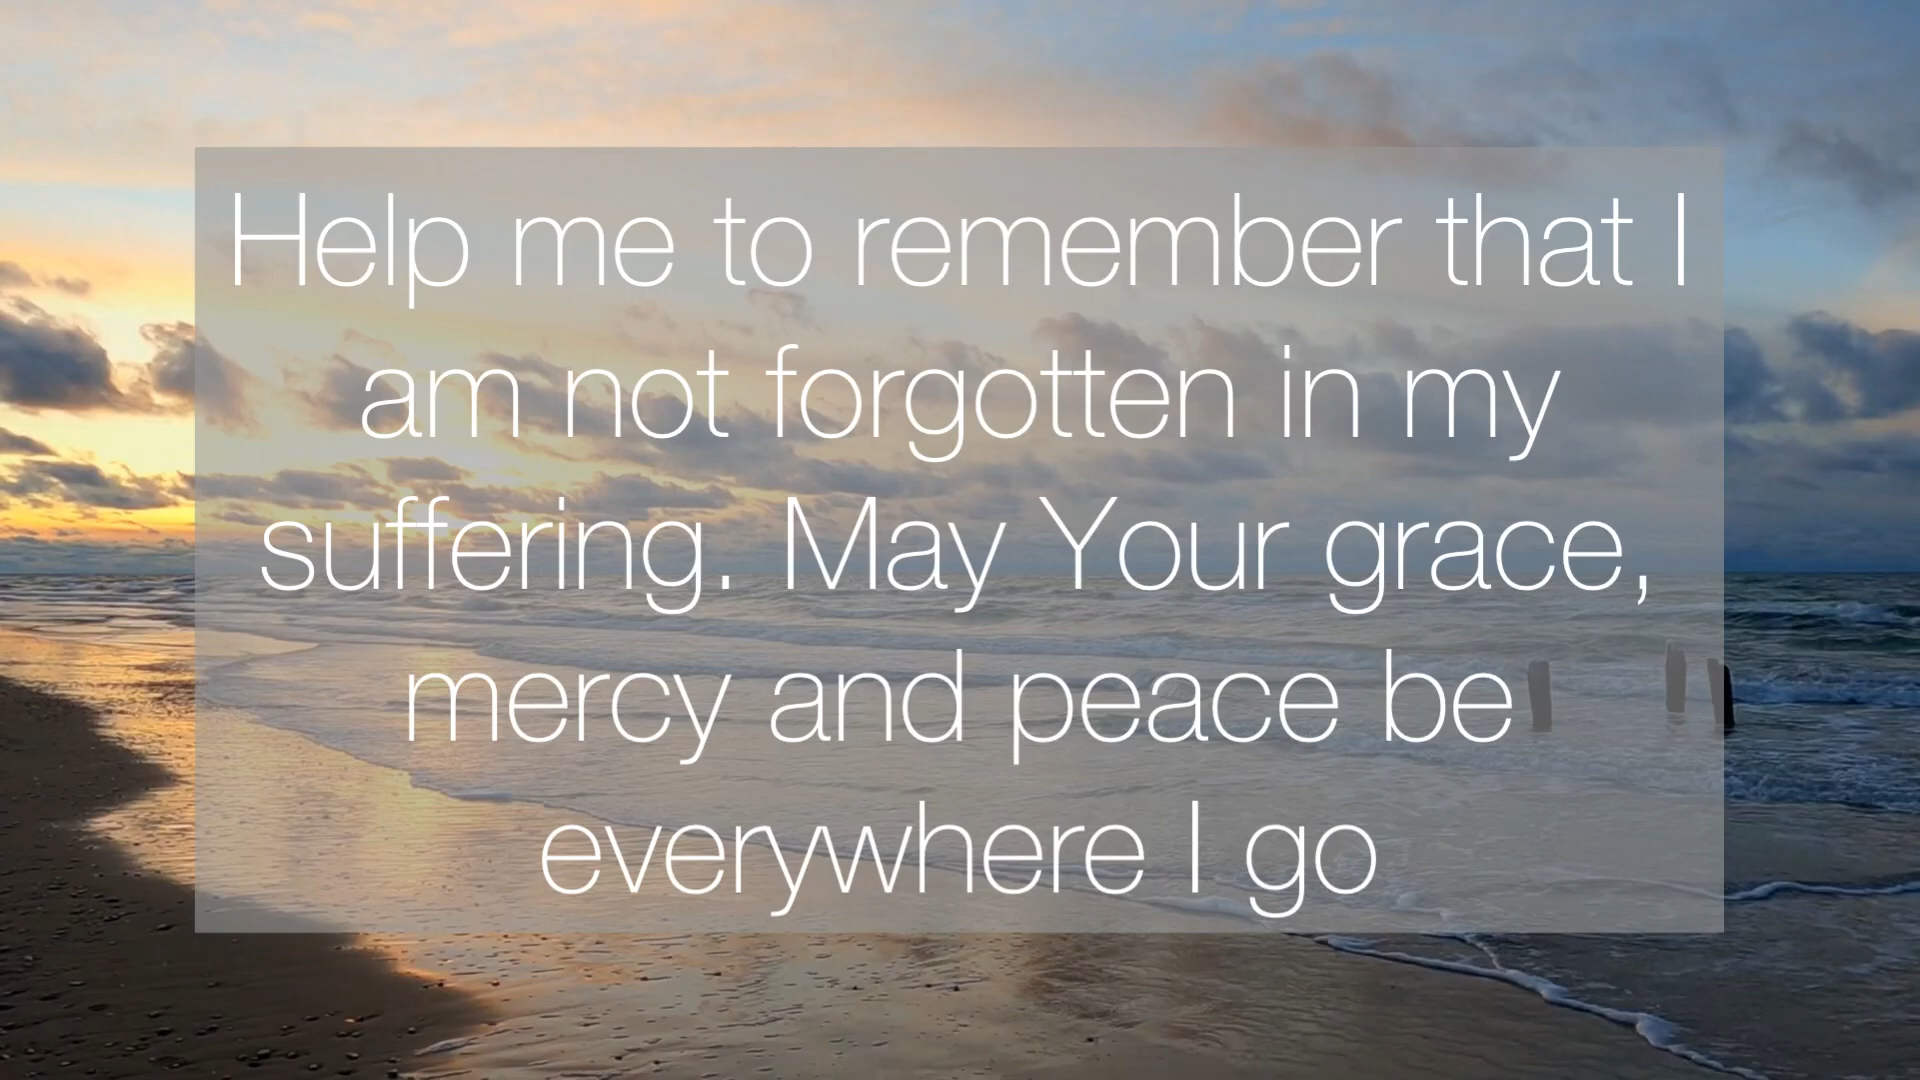 Help me to remember that I
am not forgotten in my
suffering. May Your grace,
mercy and peace be
everywhere I go